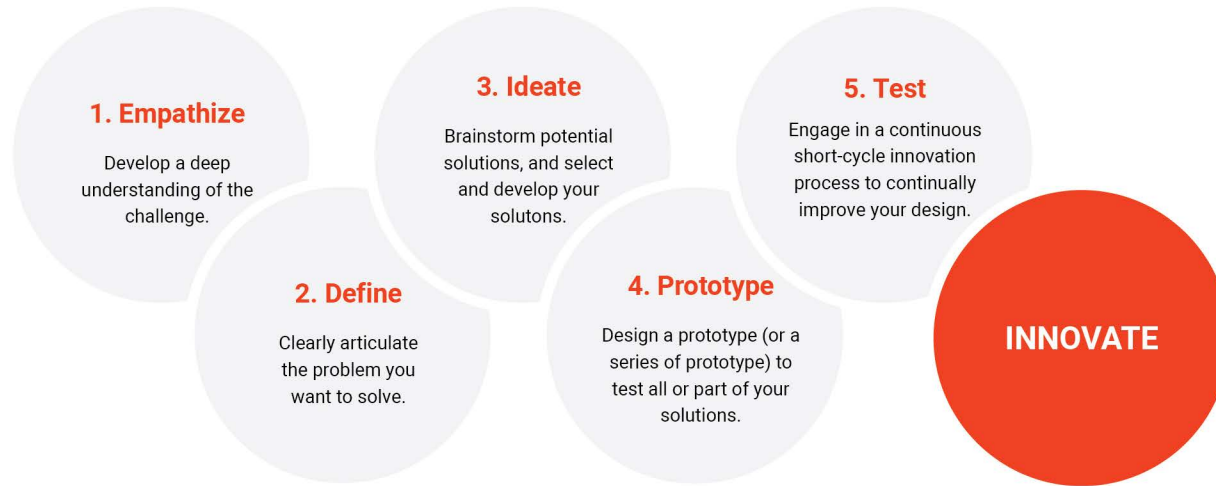 1. Empathize
Develop a deep
understanding of the
challenge.
2. Define
Clearly articulate
the problem you
want to solve.
3. Ideate
Brainstorm potential
solutions, and select
and develop your
solutons.
4. Prototype
Design a prototype (or a
series of prototype) to
test all or part of your
solutions.
5. Test
Engage in a continuous
short-cycle innovation
process to continually
improve your design.
INNOVATE